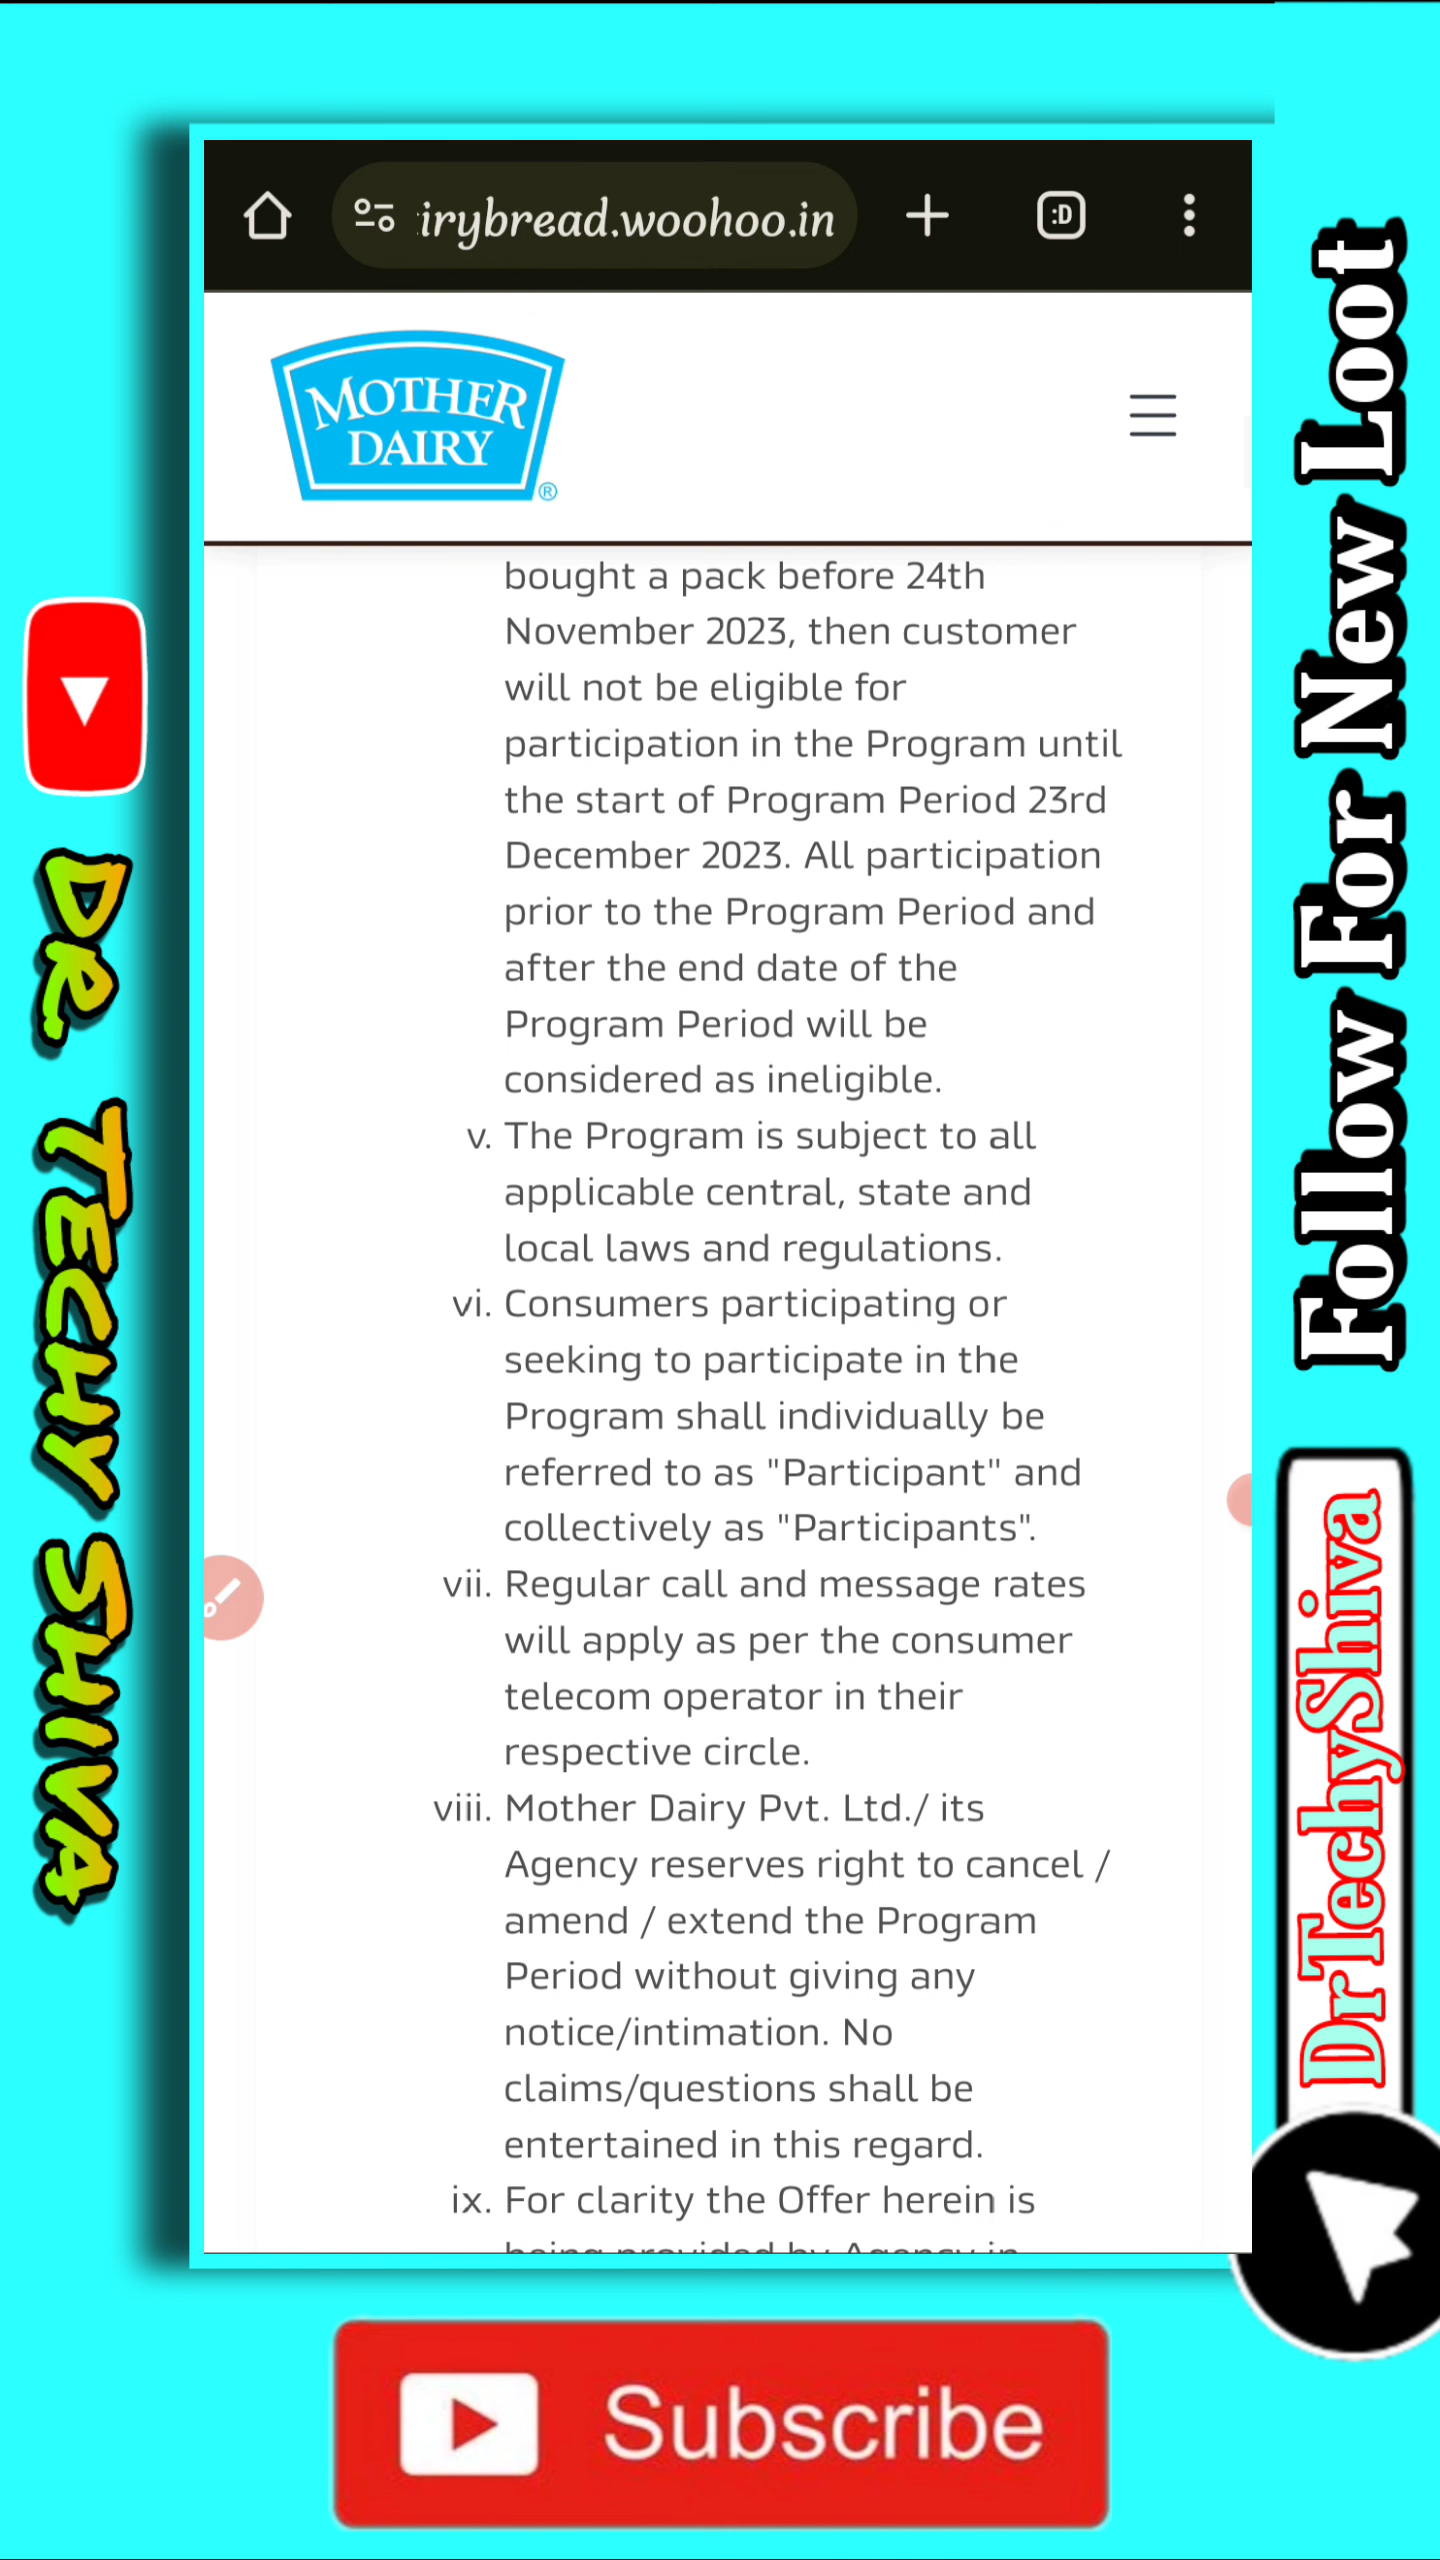 irybread.woohoo.in
:D
MOTHER
DAIRY
®
bought a pack before 24th
November 2023, then customer
will not be eligible for
participation in the Program until
the start of Program Period 23rd
December 2023. All participation
prior to the Program Period and
after the end date of the
Program Period will be
considered as ineligible.
v. The Program is subject to all
applicable central, state and
local laws and regulations.
vi. Consumers participating or
seeking to participate in the
Program shall individually be
referred to as "Participant" and
collectively as "Participants".
vii. Regular call and message rates
will apply as per the consumer
telecom operator in their
respective circle.
viii. Mother Dairy Pvt. Ltd./ its
Agency reserves right to cancel /
amend / extend the Program
Period without giving any
notice/intimation. No
claims/questions shall be
entertained in this regard.
ix. For clarity the Offer herein is
being provided by Agency in
DR TECHY SHIVA
Follow For New Loot
DrTechyShiva
Subscribe